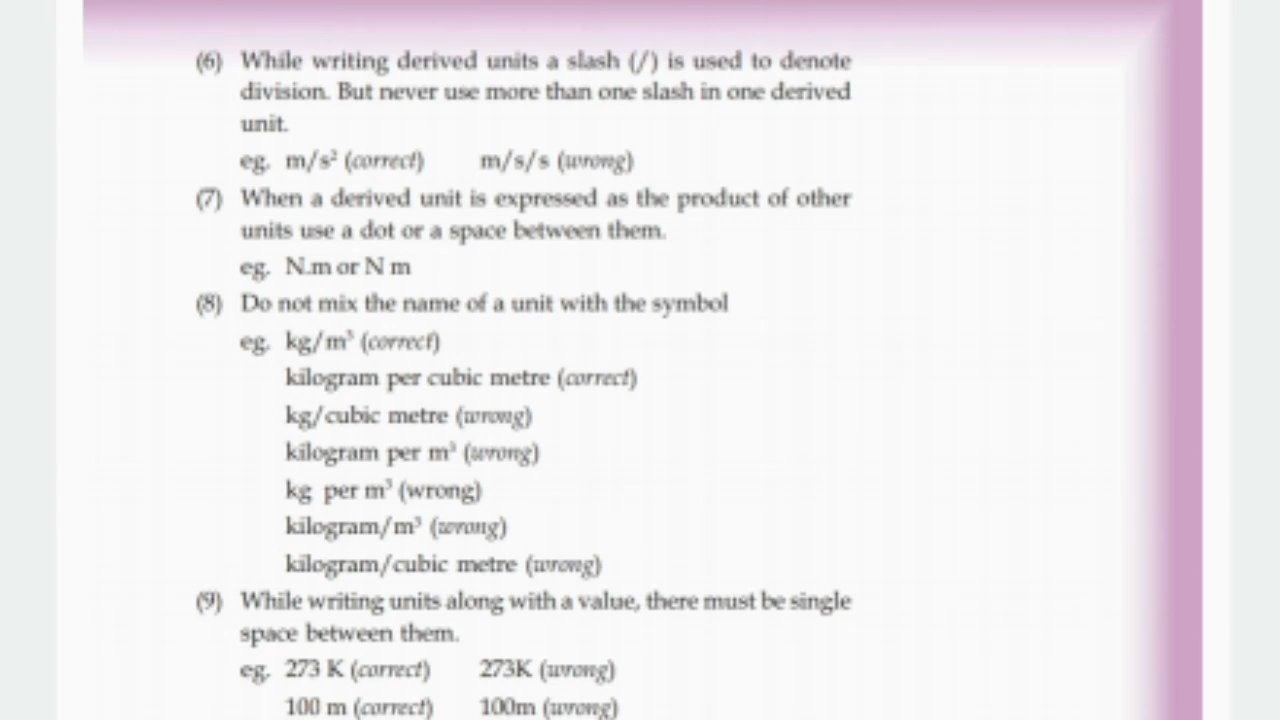 (6) While writing derived units a slash (/) is used to denote
division. But never use more than one slash in one derived
unit.
eg. m/s² (correct) m/s/s (wrong)
(7) When a derived unit is expressed as the product of other
units use a dot or a space between them.
eg. N.m or N m
(8) Do not mix the name of a unit with the symbol
eg. kg/m³ (correct)
kilogram per cubic metre (correct)
kg/cubic metre (wrong)
kilogram per m³ (wrong)
kg per m³ (wrong)
kilogram/m³ (wrong)
kilogram/cubic metre (wrong)
(9) While writing units along with a value, there must be single
space between them.
eg. 273 K (correct) 273K (wrong)
100 m (correct) 100m (wrong)